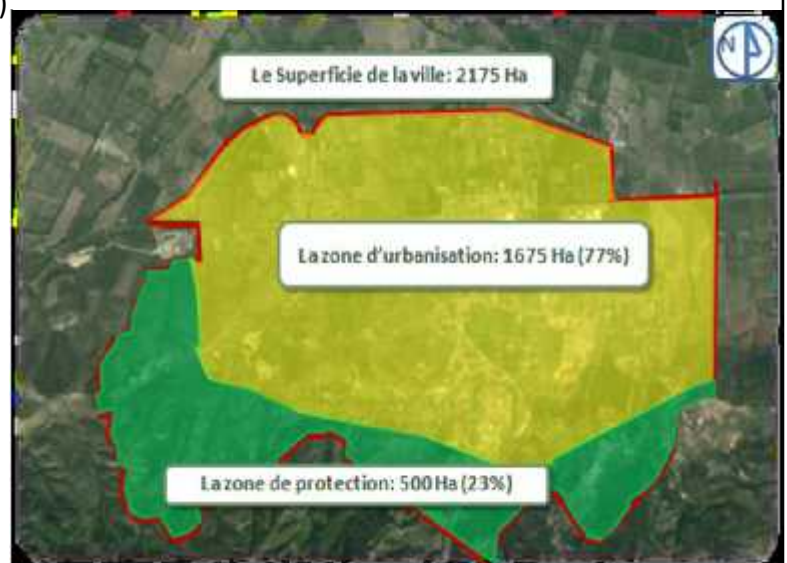 )
N
Le Superficie de la ville: 2175 Ha
La zone d'urbanisation: 1675 Ha (77%)
La zone de protection: 500 Ha (23%)